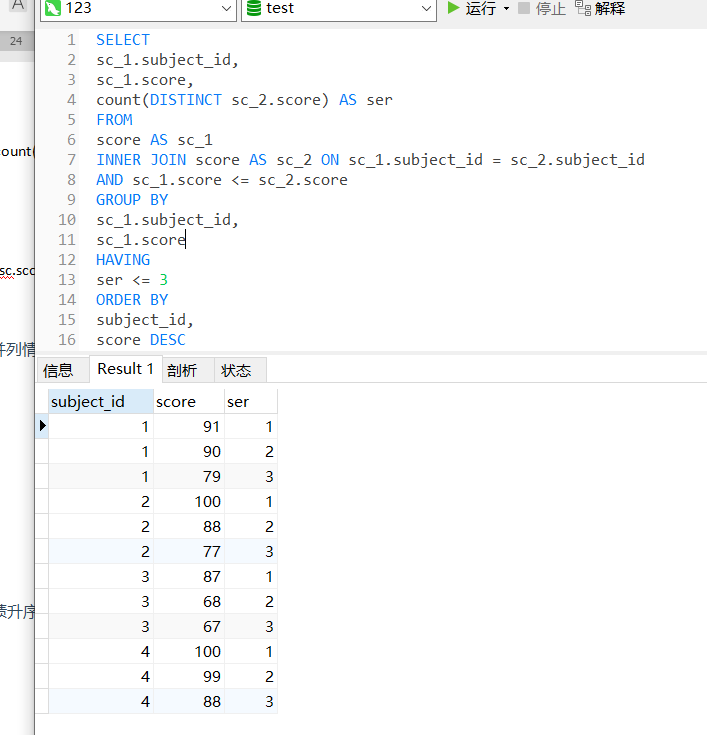 A
123
test
运行
停止
解释
24
1 SELECT
2 sc_1.subject_id,
3 sc_1.score,
4 count(DISTINCT sc_2.score) AS ser
5 FROM
6 score AS sc_1
7 INNER JOIN score AS sc_2 ON sc_1.subject_id = sc_2.subject_id
8 AND sc_1.score <= sc_2.score
9 GROUP BY
10 sc_1.subject_id,
11 sc_1.score
12 HAVING
13 ser <= 3
14 ORDER BY
15 subject_id,
16 score DESC
ount(
sc.sco
列情
升序
信息 Result 1 剖析 状态
subject_id score ser
1 91 1
1 90 2
1 79 3
2 100 1
2 88 2
2 77 3
3 87 1
3 68 2
3 67 3
4 100 1
4 99 2
4 88 3